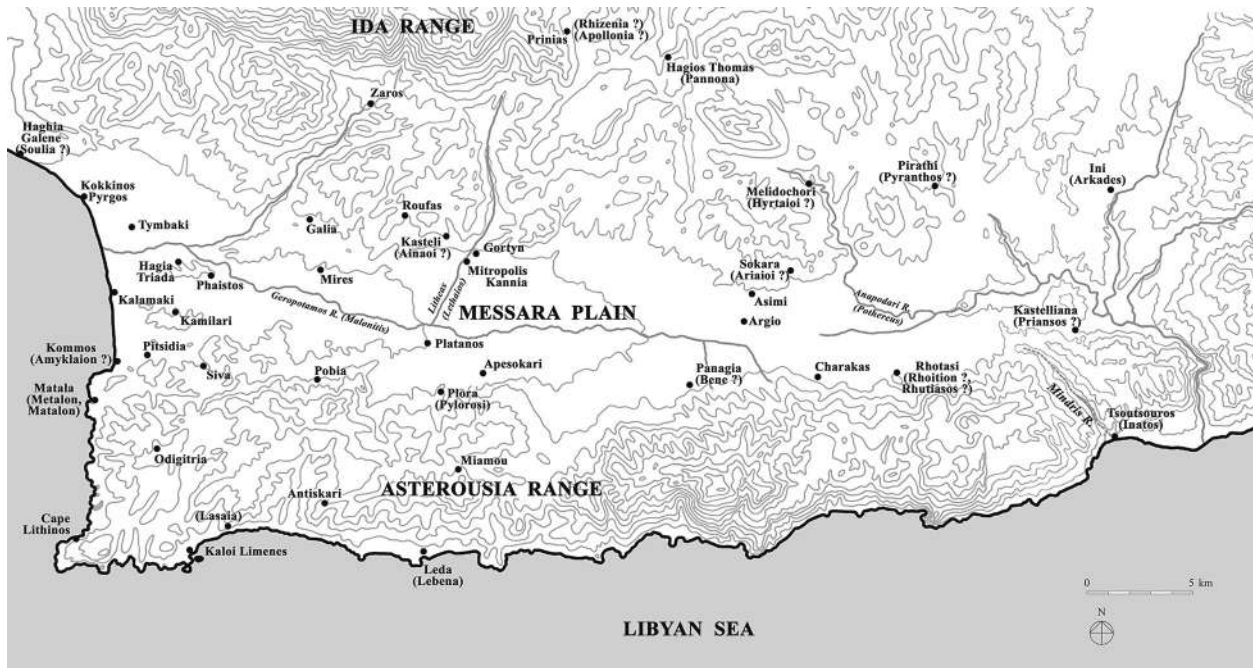 IDA RANGE
Prinias
(Rhizenia ?)
(Apollonia ?)
Hagios Thomas
(Pannona)
Zaros
Haghia
Galene
(Soulia ?)
Kokkinos
Pyrgos
Tymbaki
Galia
Roufas
Kasteli
(Ainaoi ?)
Gortyn
Mitropolis
Kannia
Melidochori
(Hyrtaioi ?)
Pirathi
(Pyranthos ?)
Ini
(Arkades)
Hagia
Triada
Phaistos
Mires
Litheas
(Lethaios)
Sokara
(Ariaioi ?)
Asimi
Anapodari R.
(Pothereus)
Kalamaki
Kamilari
Geropotamos R. (Malonitis)
MESSARA PLAIN
Argio
Kastelliana
(Priansos ?)
Kommos
(Amyklaion ?)
Pitsidia
Siva
Platanos
Pobia
Apesokari
Plora
(Pylorosi)
Panagia
(Bene ?)
Charakas
Rhotasi
(Rhoition ?,
Rhutiasos ?)
Matala
(Metalon,
Matalon)
Mindris R.
Tsoutsouros
(Inatos)
Odigitria
Miamou
ASTEROUSIA RANGE
Antiskari
(Lasaia)
Cape
Lithinos
Kaloi Limenes
Leda
(Lebena)
0
5 km
N
LIBYAN SEA